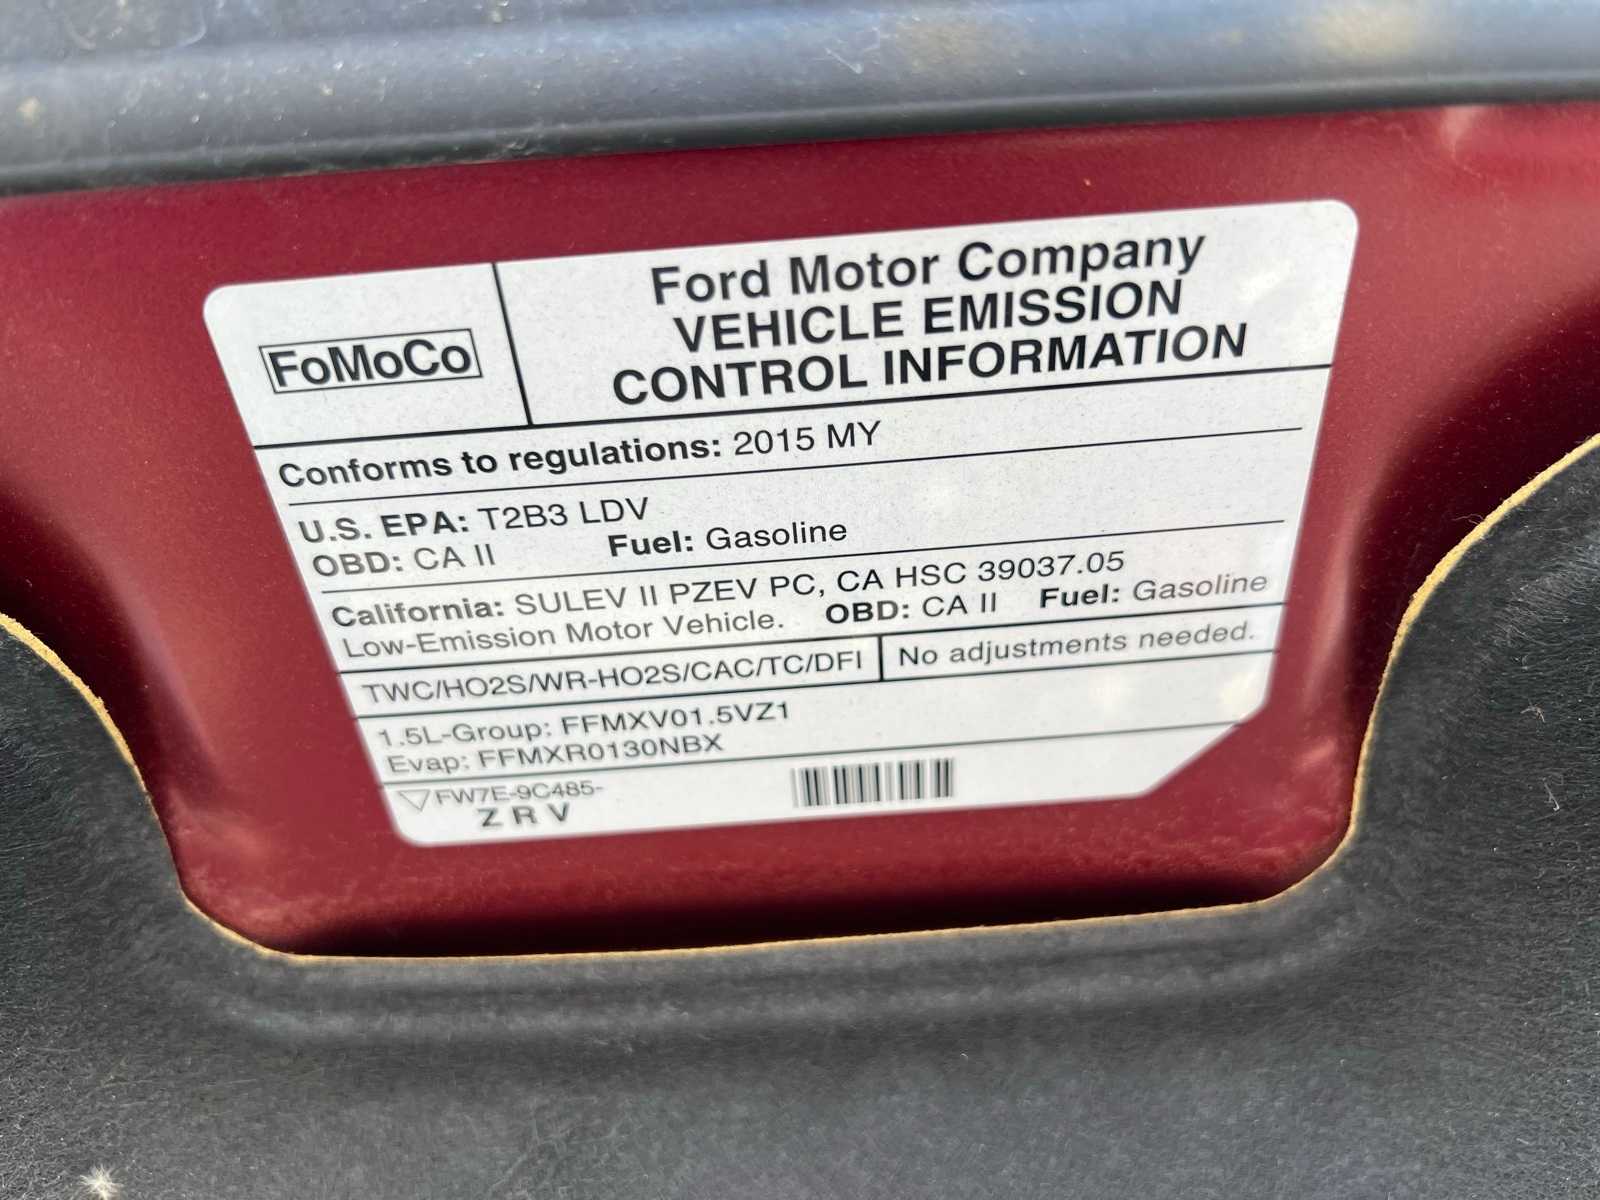 FoMoCo
Ford Motor Company
VEHICLE EMISSION
CONTROL INFORMATION
Conforms to regulations: 2015 MY
U.S. EPA: T2B3 LDV
OBD: CA II Fuel: Gasoline
California: SULEV II PZEV PC, CA HSC 39037.05
Low-Emission Motor Vehicle. OBD: CA II Fuel: Gasoline
TWC/HO2S/WR-HO2S/CAC/TC/DFI No adjustments needed.
1.5L-Group: FFMXV01.5VZ1
Evap: FFMXR0130NBX
FW7E-9C485-
Z R V